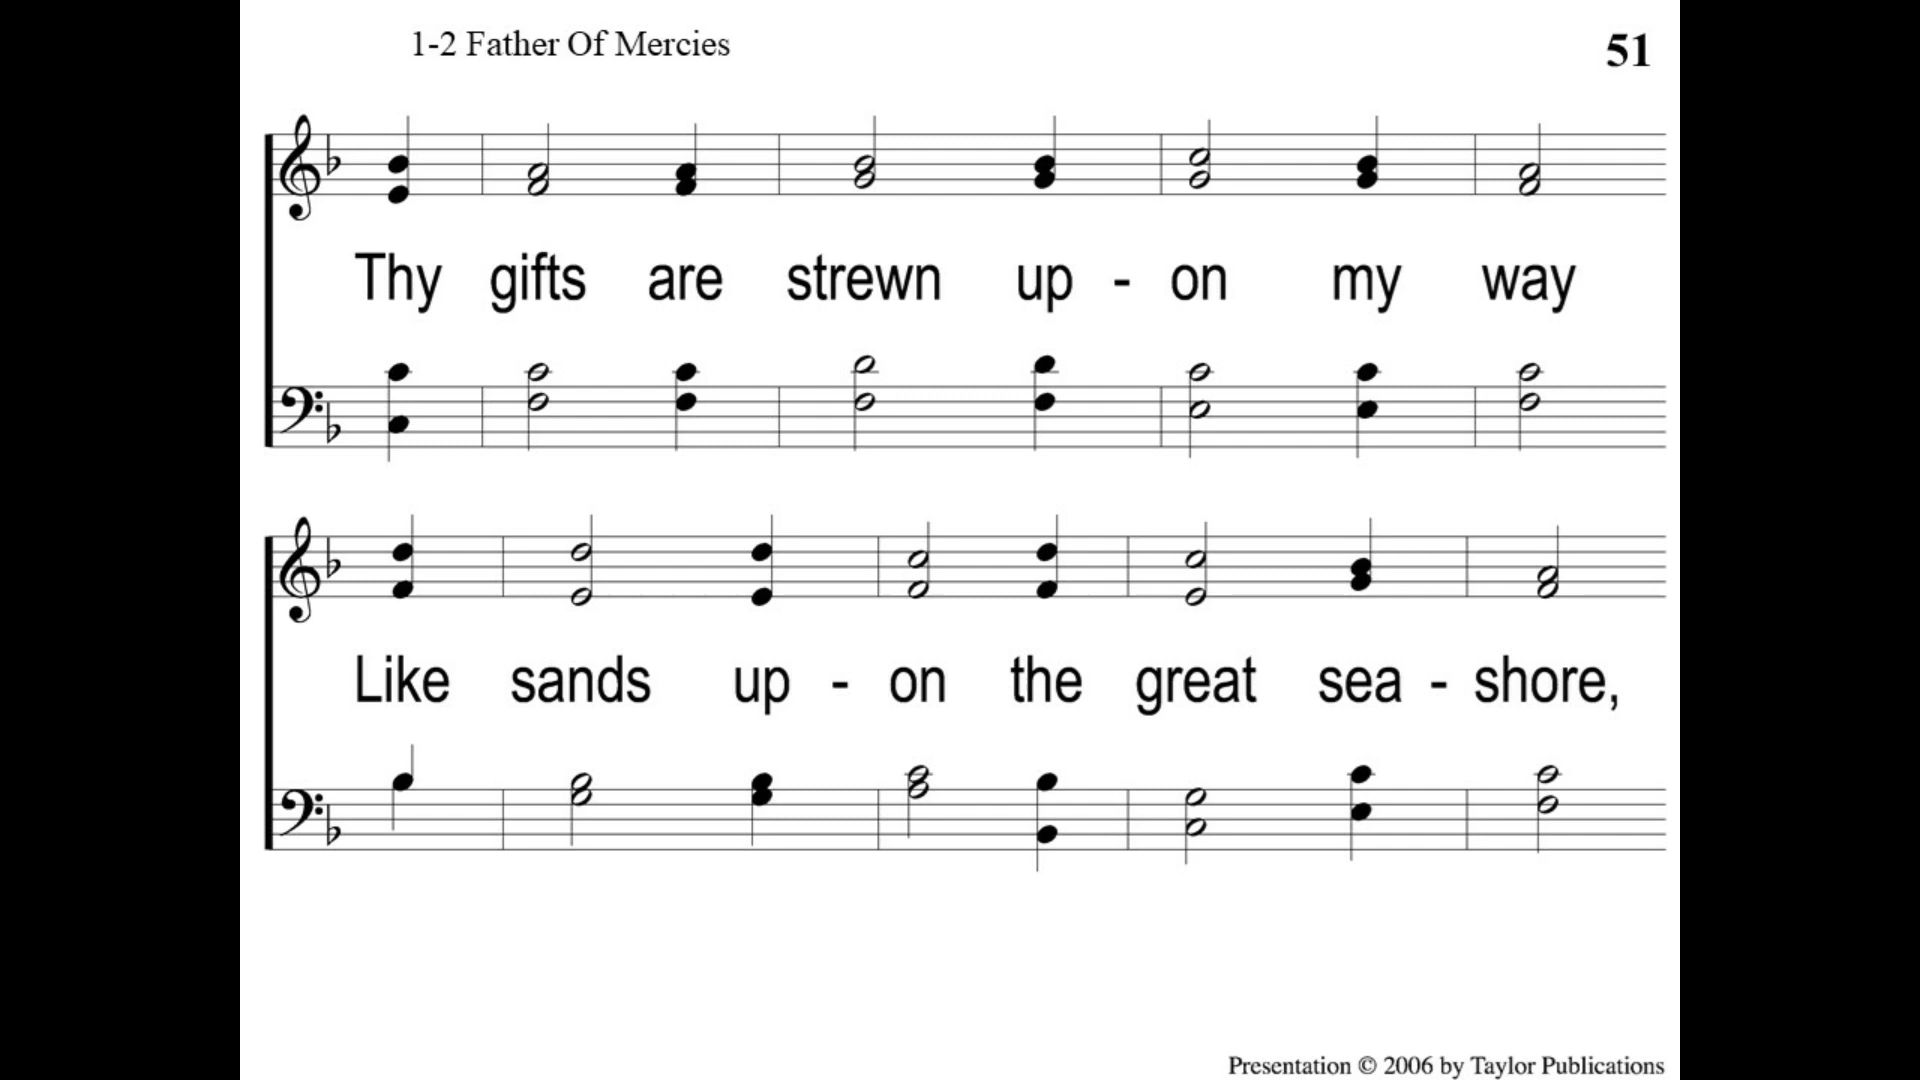 1-2 Father Of Mercies
51
Thy gifts are strewn up - on my way
Like sands up - on the great sea - shore,
Presentation © 2006 by Taylor Publications